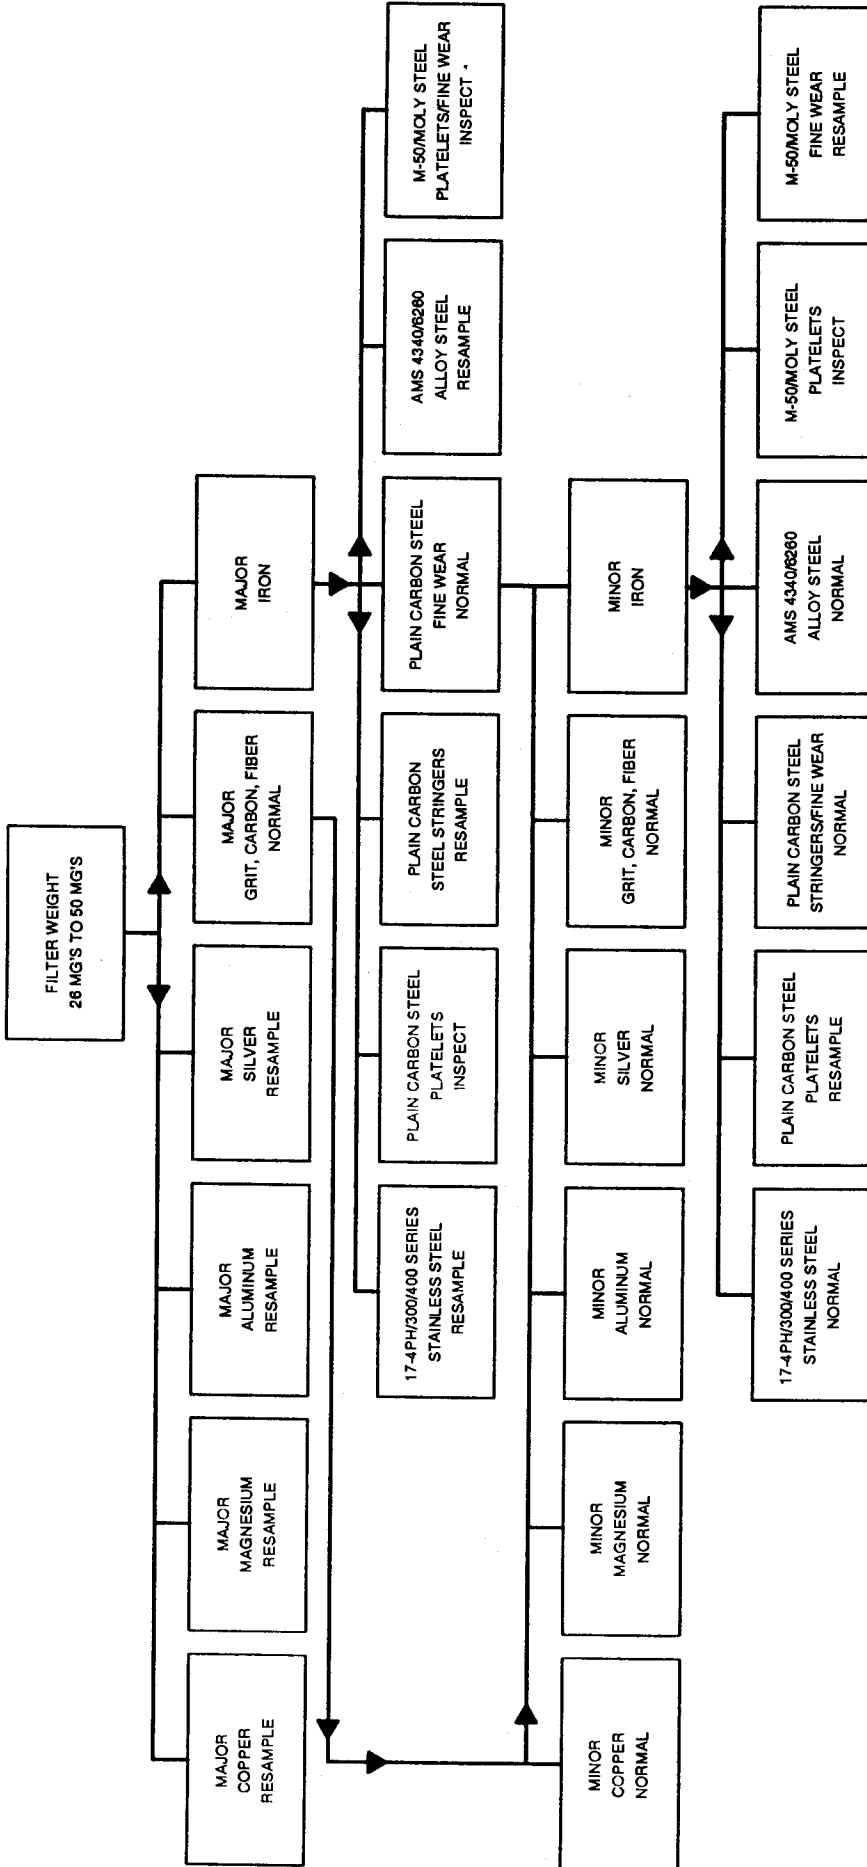 FILTER WEIGHT
26 MG'S TO 50 MG'S
MAJOR
COPPER
RESAMPLE
MAJOR
MAGNESIUM
RESAMPLE
MAJOR
ALUMINUM
RESAMPLE
MAJOR
SILVER
RESAMPLE
MAJOR
GRIT, CARBON, FIBER
NORMAL
MAJOR
IRON
17-4PH/300/400 SERIES
STAINLESS STEEL
RESAMPLE
PLAIN CARBON STEEL
PLATELETS
INSPECT
PLAIN CARBON
STEEL STRINGERS
RESAMPLE
PLAIN CARBON STEEL
FINE WEAR
NORMAL
AMS 4340/6260
ALLOY STEEL
RESAMPLE
M-50/MOLY STEEL
PLATELETS/FINE WEAR
INSPECT
MINOR
COPPER
NORMAL
MINOR
MAGNESIUM
NORMAL
MINOR
ALUMINUM
NORMAL
MINOR
SILVER
NORMAL
MINOR
GRIT, CARBON, FIBER
NORMAL
MINOR
IRON
17-4PH/300/400 SERIES
STAINLESS STEEL
NORMAL
PLAIN CARBON STEEL
PLATELETS
RESAMPLE
PLAIN CARBON STEEL
STRINGERS/FINE WEAR
NORMAL
AMS 4340/6260
ALLOY STEEL
NORMAL
M-50/MOLY STEEL
PLATELETS
INSPECT
M-50/MOLY STEEL
FINE WEAR
RESAMPLE